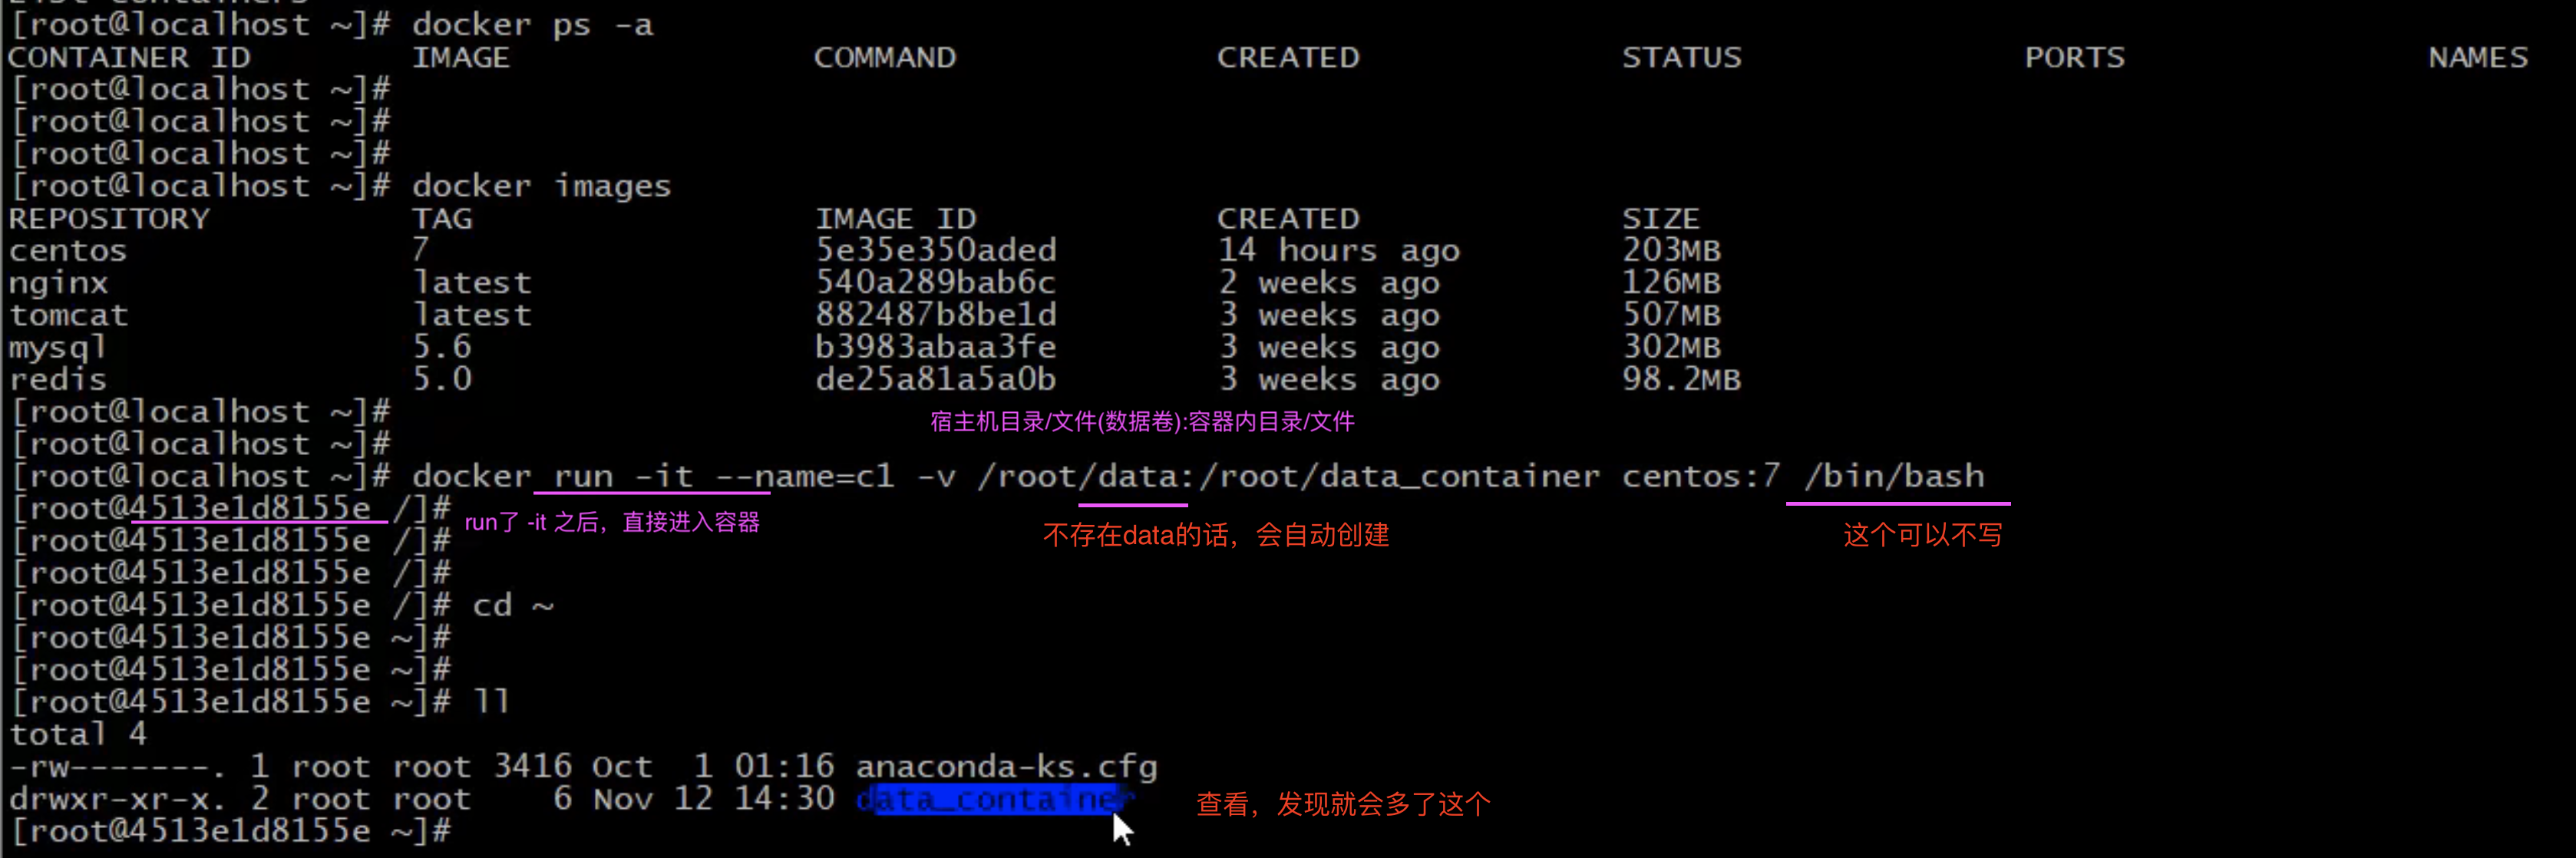 [root@localhost ~]# docker ps -a
CONTAINER ID IMAGE COMMAND CREATED STATUS PORTS NAMES
[root@localhost ~]#
[root@localhost ~]#
[root@localhost ~]#
[root@localhost ~]# docker images
REPOSITORY TAG IMAGE ID CREATED SIZE
centos 7 5e35e350aded 14 hours ago 203MB
nginx latest 540a289bab6c 2 weeks ago 126MB
tomcat latest 882487b8be1d 3 weeks ago 507MB
mysql 5.6 b3983abaa3fe 3 weeks ago 302MB
redis 5.0 de25a81a5a0b 3 weeks ago 98.2MB
[root@localhost ~]#
宿主机目录/文件(数据卷):容器内目录/文件
[root@localhost ~]#
[root@localhost ~]# docker run -it --name=c1 -v /root/data:/root/data_container centos:7 /bin/bash
[root@4513e1d8155e /]#
run了 -it 之后，直接进入容器
不存在data的话，会自动创建
这个可以不写
[root@4513e1d8155e /]#
[root@4513e1d8155e /]#
[root@4513e1d8155e /]# cd ~
[root@4513e1d8155e ~]#
[root@4513e1d8155e ~]#
[root@4513e1d8155e ~]# ll
total 4
-rw-------. 1 root root 3416 Oct 1 01:16 anaconda-ks.cfg
drwxr-xr-x. 2 root root 6 Nov 12 14:30 data_container
查看，发现就会多了这个
[root@4513e1d8155e ~]#